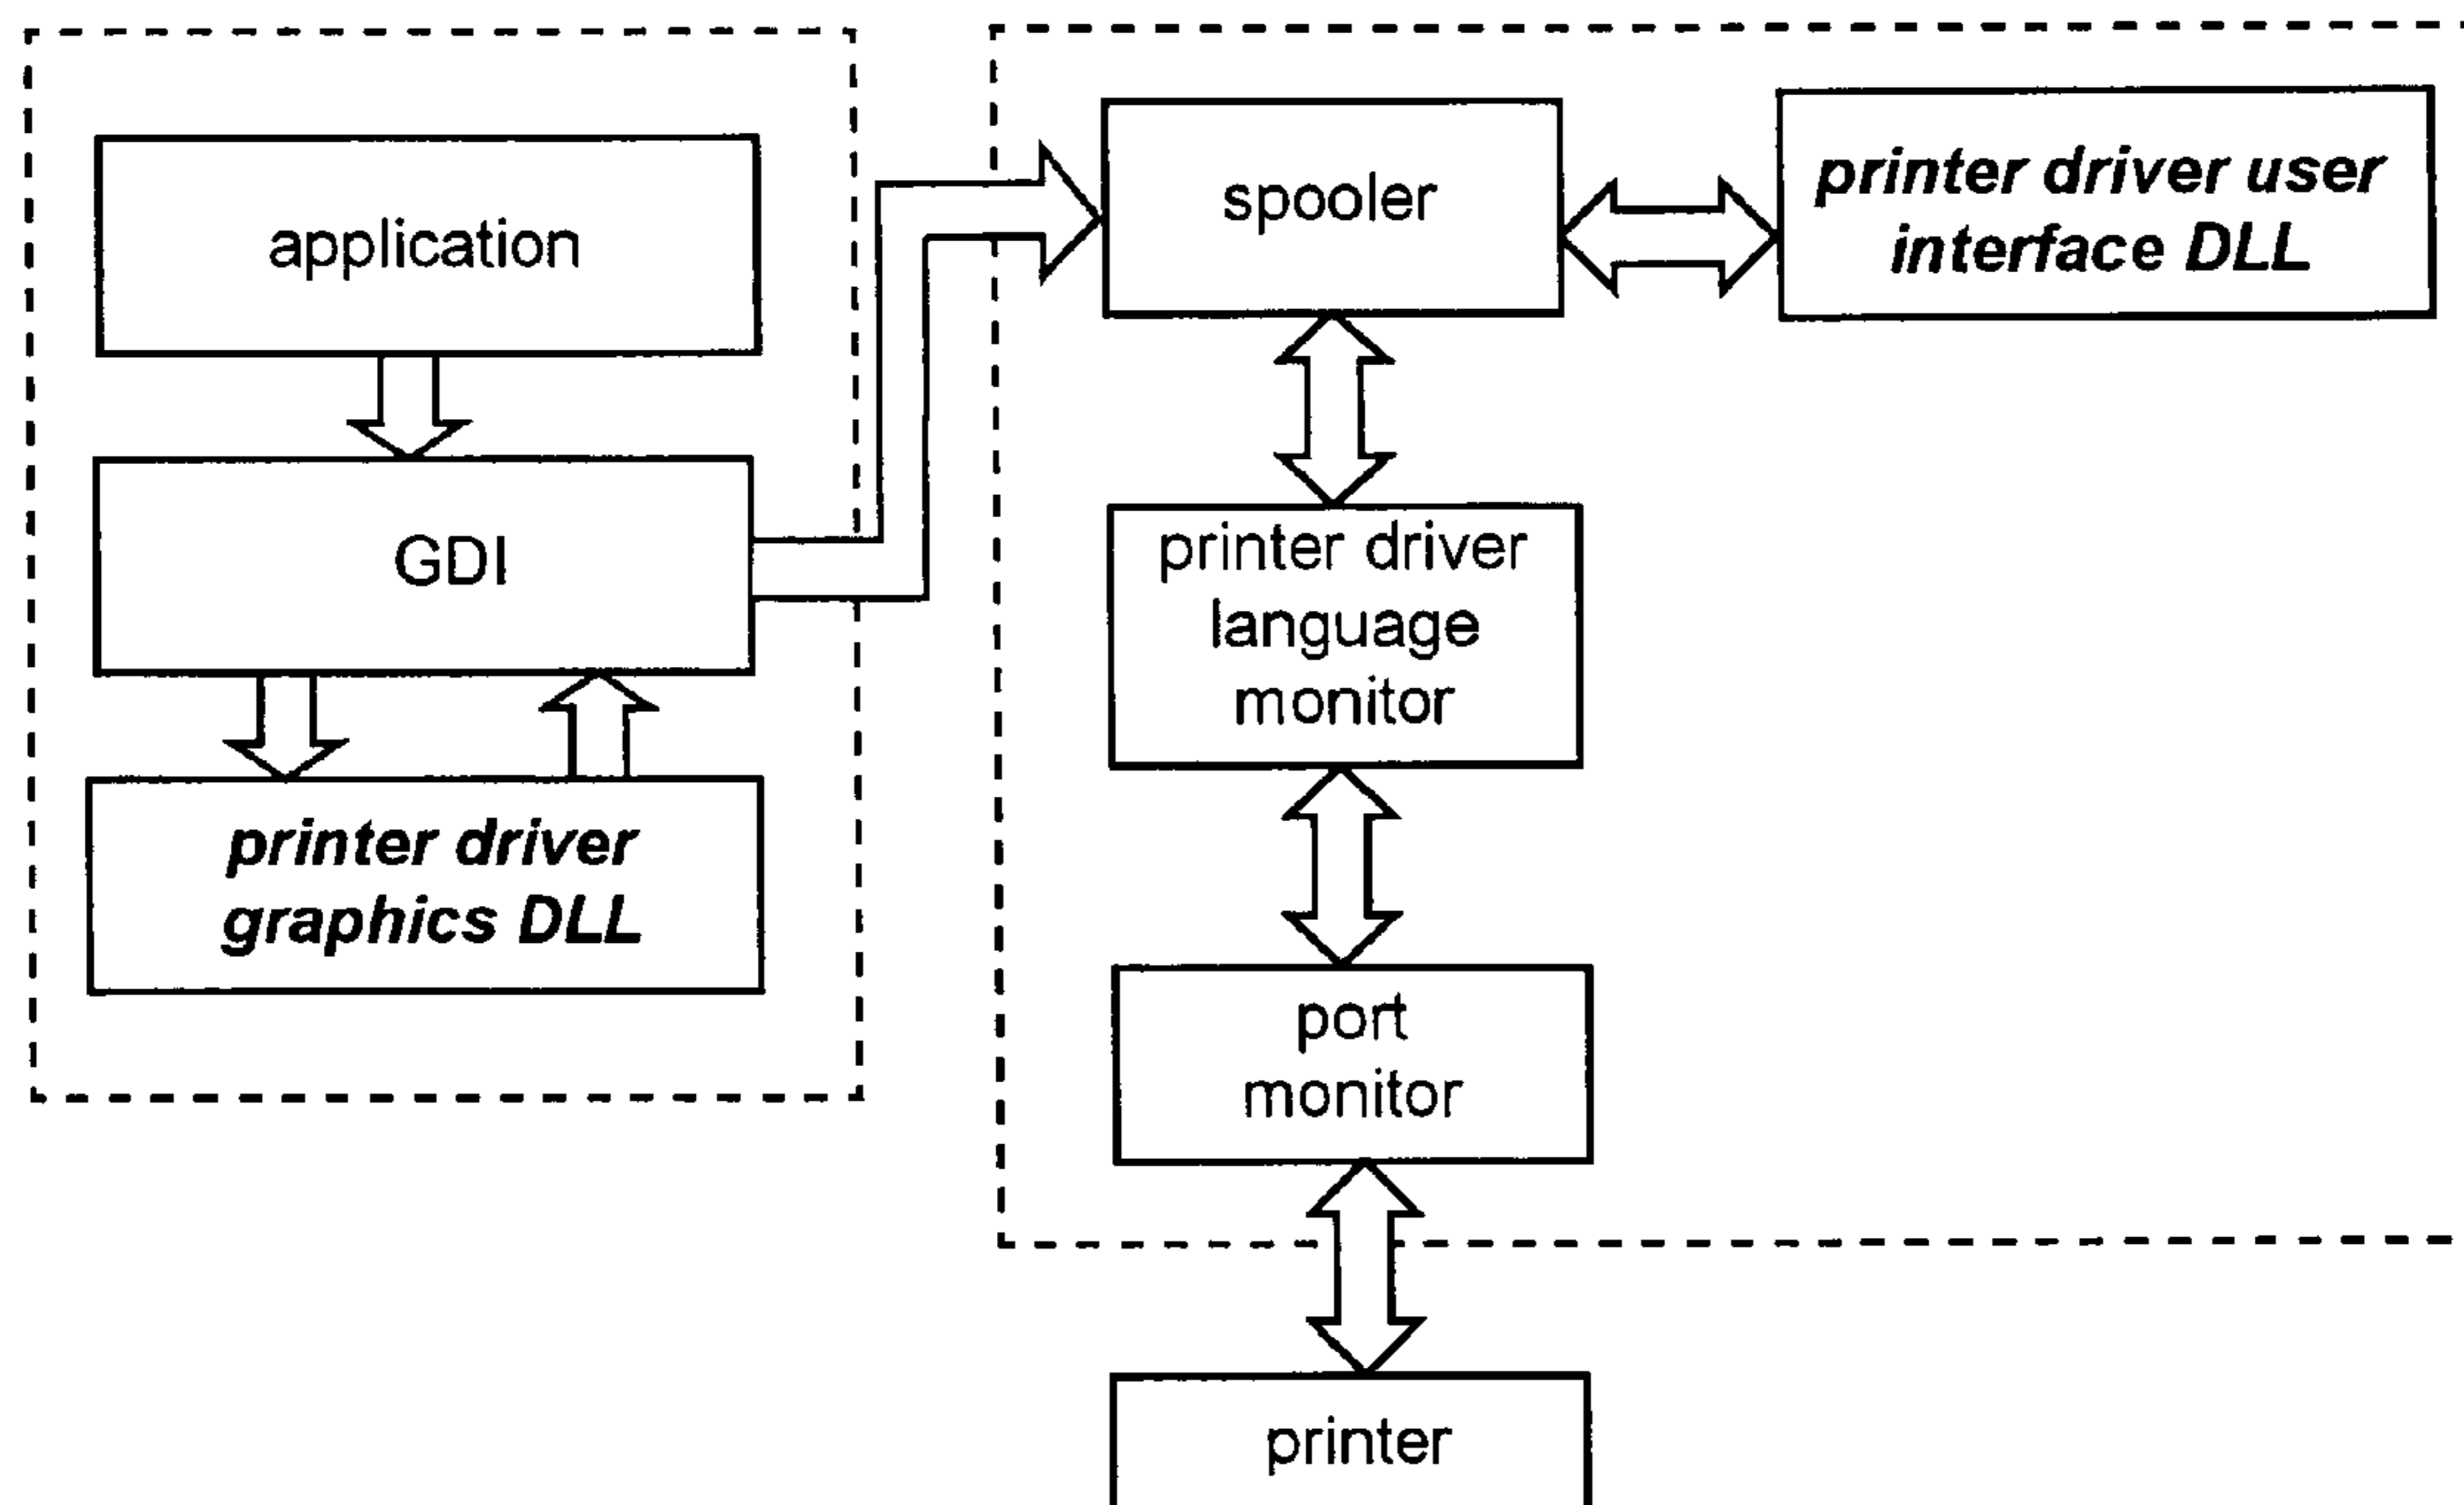 application
GDI
printer driver
graphics DLL
spooler
printer driver user
interface DLL
printer driver
language
monitor
port
monitor
printer